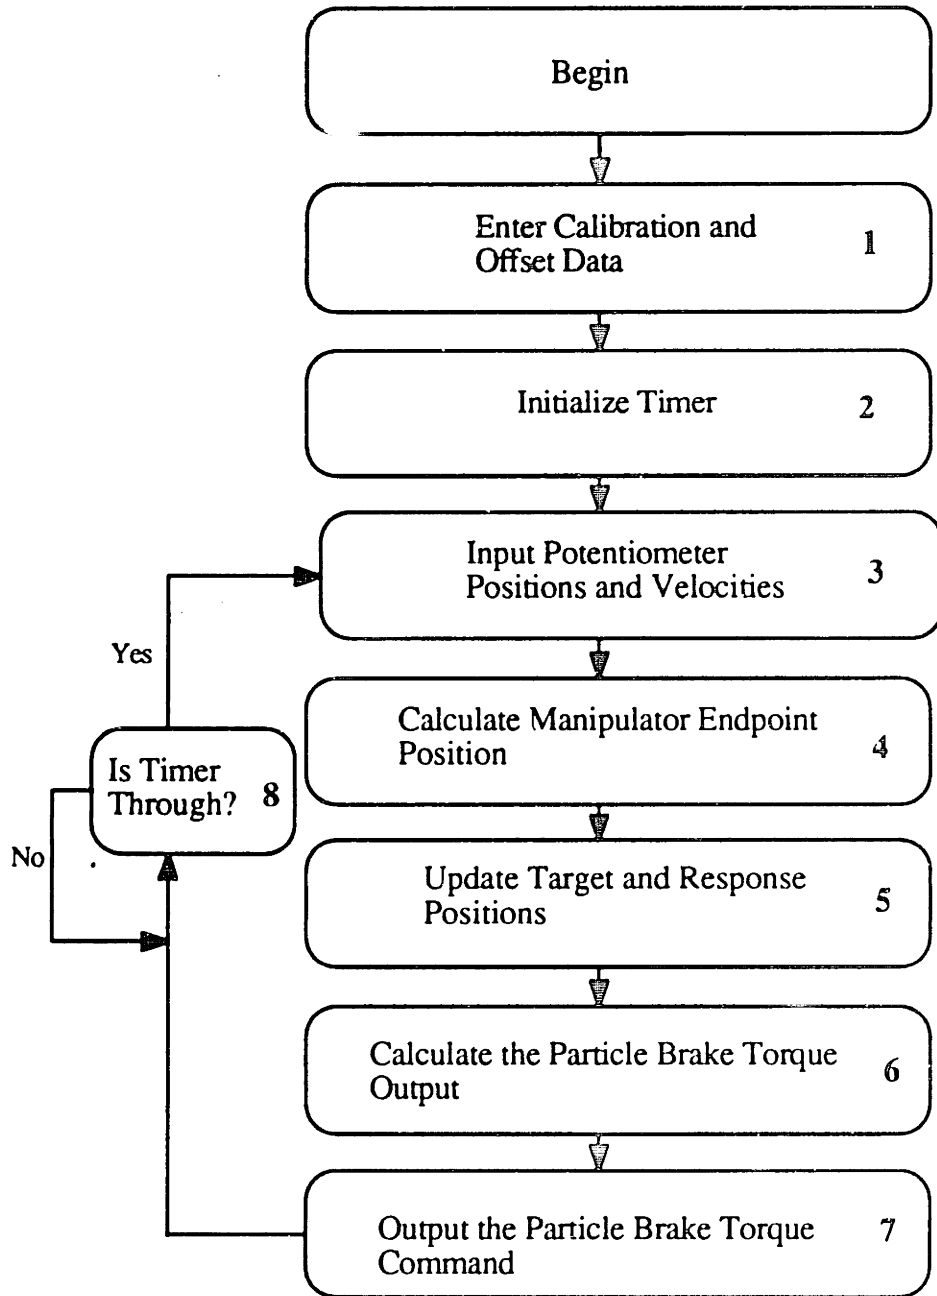 Begin
Enter Calibration and
Offset Data
1
Initialize Timer
2
Input Potentiometer
Positions and Velocities
3
Yes
Calculate Manipulator Endpoint
Position
4
Is Timer
Through?
8
No
Update Target and Response
Positions
5
Calculate the Particle Brake Torque
Output
6
Output the Particle Brake Torque
Command
7